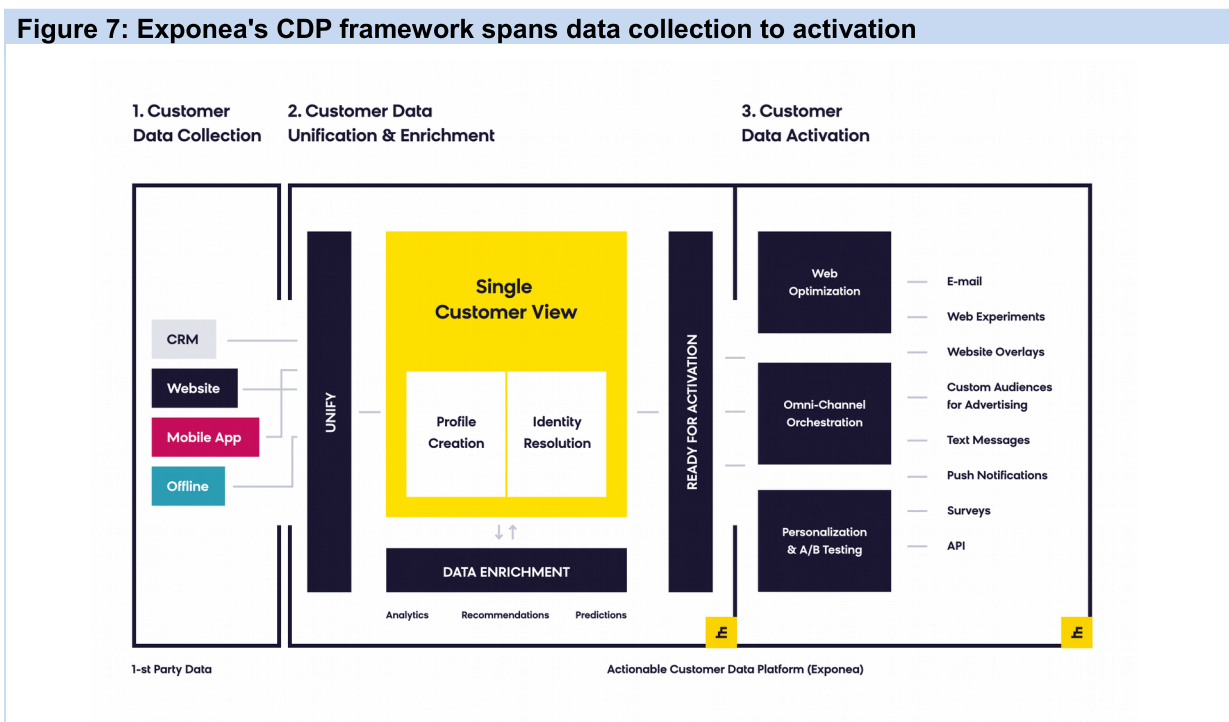 Figure 7: Exponea's CDP framework spans data collection to activation
1. Customer
Data Collection
2. Customer Data
Unification & Enrichment
3. Customer
Data Activation
CRM
Website
Mobile App
Offline
UNIFY
Single
Customer View
Profile
Creation
Identity
Resolution
DATA ENRICHMENT
Analytics
Recommendations
Predictions
READY FOR ACTIVATION
Web
Optimization
Omni-Channel
Orchestration
Personalization
& A/B Testing
E-mail
Web Experiments
Website Overlays
Custom Audiences
for Advertising
Text Messages
Push Notifications
Surveys
API
1-st Party Data
Actionable Customer Data Platform (Exponea)